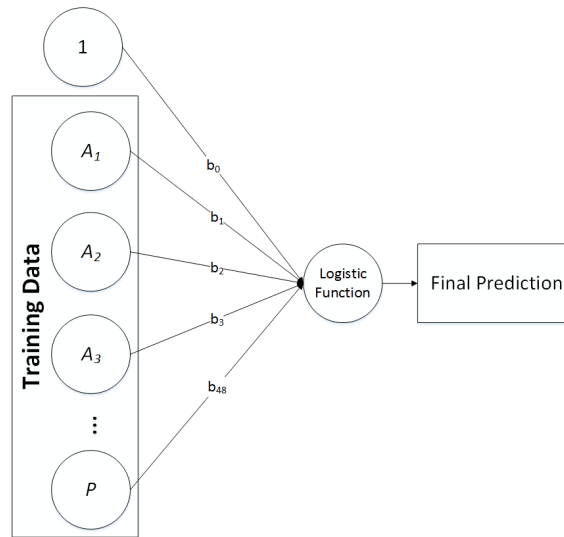 1
Training Data
A1
A2
A3
...
P
b0
b1
b2
b3
b48
Logistic
Function
Final Prediction